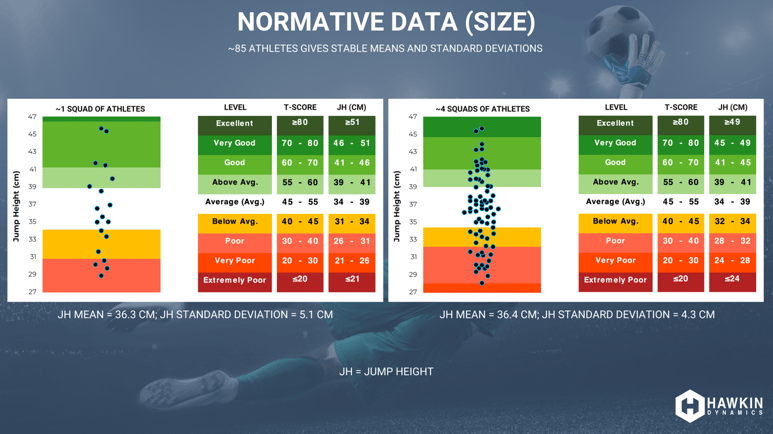 NORMATIVE DATA (SIZE)
~85 ATHLETES GIVES STABLE MEANS AND STANDARD DEVIATIONS
~1 SQUAD OF ATHLETES
Jump Height (cm)
47
45
43
41
39
37
35
33
31
29
27
LEVEL T-SCORE JH (CM)
Excellent ≥80 ≥51
Very Good 70 - 80 46 - 51
Good 60 - 70 41 - 46
Above Avg. 55 - 60 39 - 41
Average (Avg.) 45 - 55 34 - 39
Below Avg. 40 - 45 31 - 34
Poor 30 - 40 26 - 31
Very Poor 20 - 30 21 - 26
Extremely Poor ≤20 ≤21
~4 SQUADS OF ATHLETES
Jump Height (cm)
47
45
43
41
39
37
35
33
31
29
27
LEVEL T-SCORE JH (CM)
Excellent ≥80 ≥49
Very Good 70 - 80 45 - 49
Good 60 - 70 41 - 45
Above Avg. 55 - 60 39 - 41
Average (Avg.) 45 - 55 34 - 39
Below Avg. 40 - 45 32 - 34
Poor 30 - 40 28 - 32
Very Poor 20 - 30 24 - 28
Extremely Poor ≤20 ≤24
JH MEAN = 36.3 CM; JH STANDARD DEVIATION = 5.1 CM
JH MEAN = 36.4 CM; JH STANDARD DEVIATION = 4.3 CM
JH = JUMP HEIGHT
HAWKIN
DYNAMICS